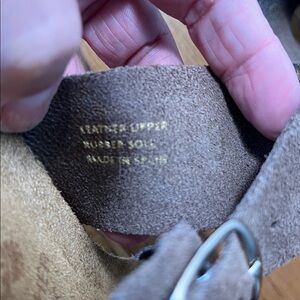 LEATHER UPPER
RUBBER SOLE
MADE IN SPAIN